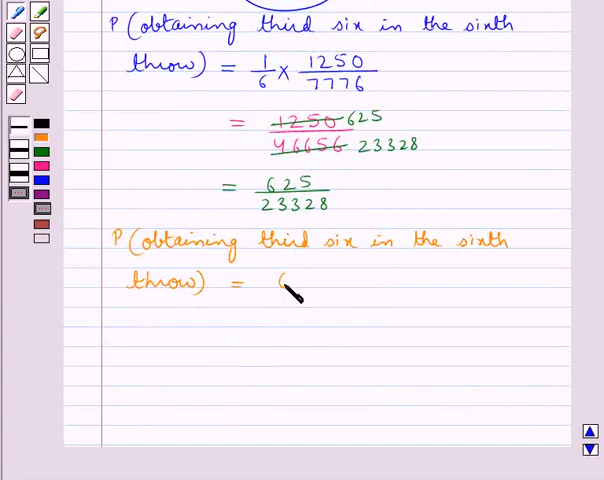 P (obtaining third six in the sixth
throw) = 1/6 × 1250/7776
= 1250/46656 625/23328
= 625/23328
P (obtaining third six in the sixth
throw) =